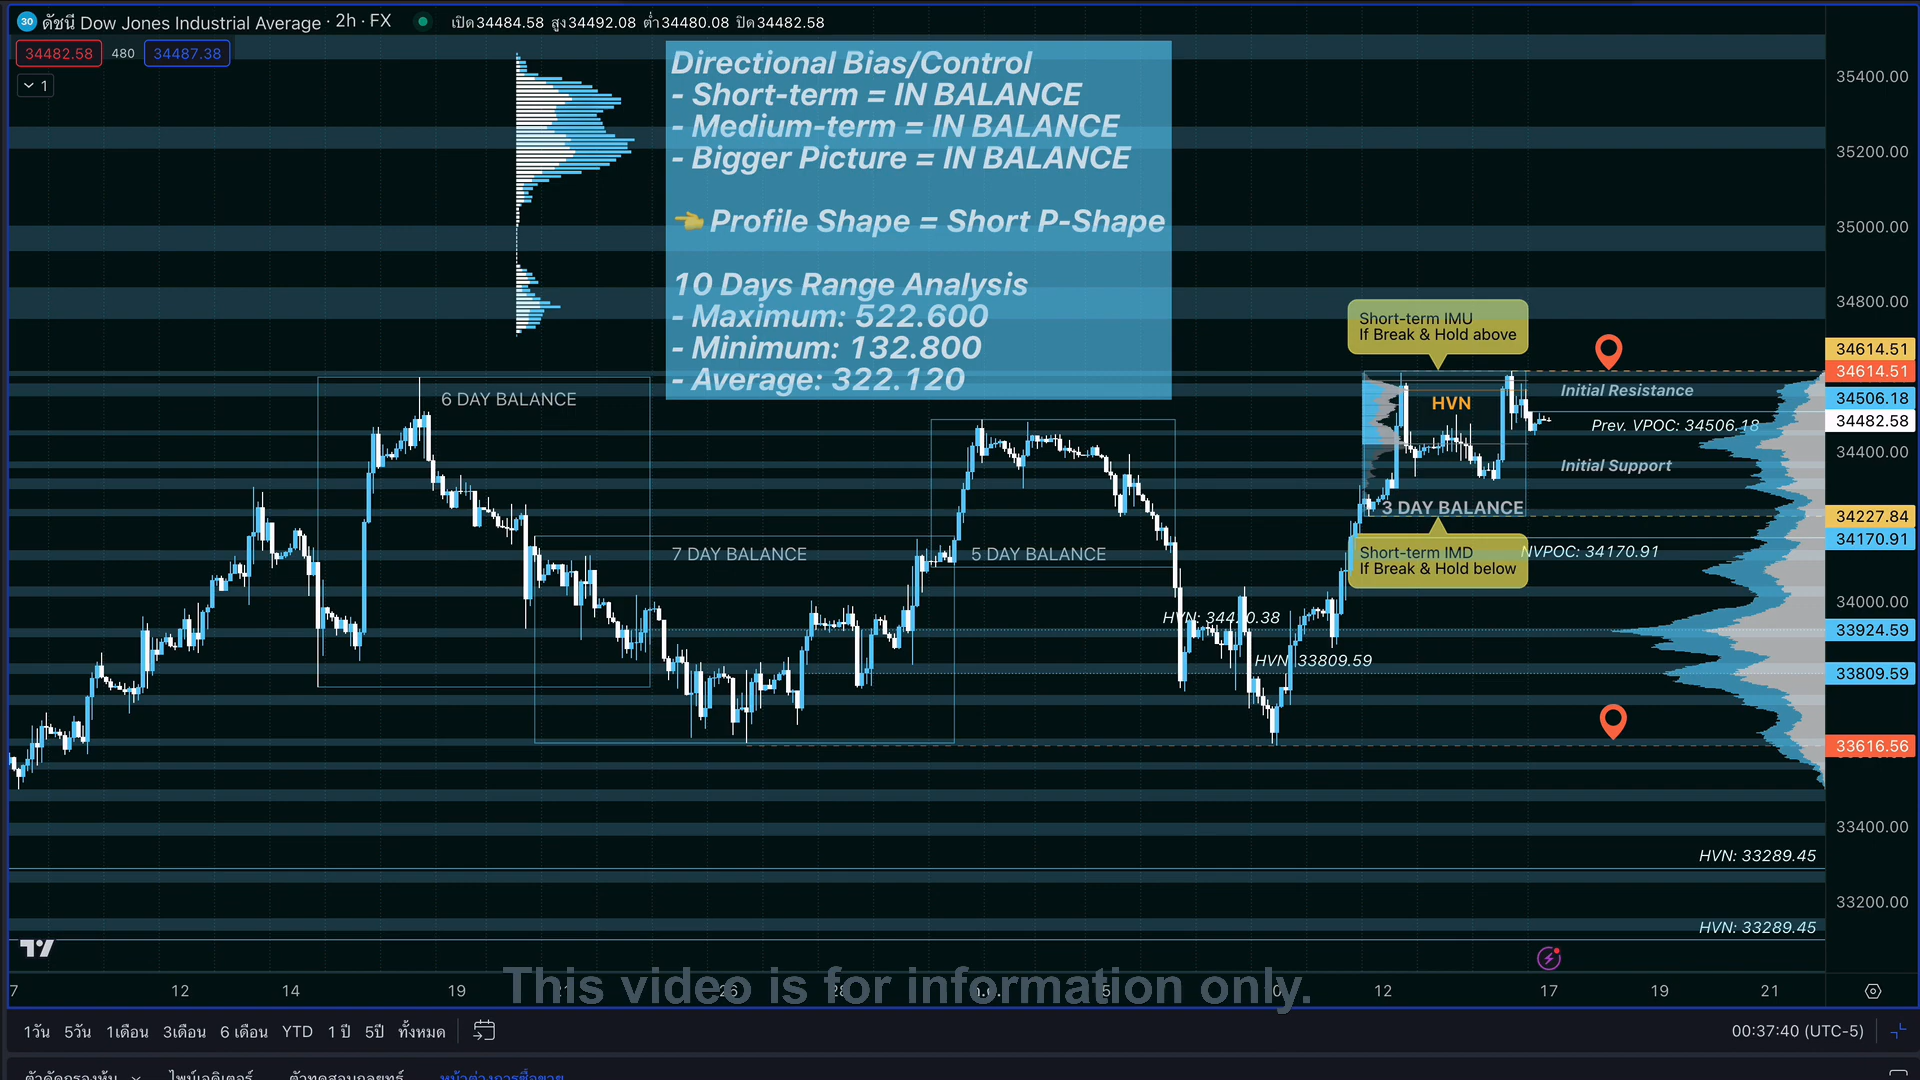 30 ดัชนี Dow Jones Industrial Average · 2h · FX เปิด34484.58 สูง34492.08 ต่ำ34480.08 ปิด34482.58
34482.58 480 34487.38
1
Directional Bias/Control
- Short-term = IN BALANCE
- Medium-term = IN BALANCE
- Bigger Picture = IN BALANCE
👈 Profile Shape = Short P-Shape
10 Days Range Analysis
- Maximum: 522.600
- Minimum: 132.800
- Average: 322.120
6 DAY BALANCE
7 DAY BALANCE
5 DAY BALANCE
Short-term IMU
If Break & Hold above
HVN
3 DAY BALANCE
Short-term IMD
If Break & Hold below
Initial Resistance
Prev. VPOC: 34506.18
Initial Support
NVPOC: 34170.91
HVN: 33809.59
HVN: 33289.45
HVN: 33289.45
35400.00
35200.00
35000.00
34800.00
34614.51
34614.51
34506.18
34482.58
34400.00
34227.84
34170.91
34000.00
33924.59
33809.59
33616.56
33400.00
33200.00
This video is for information only.
7 12 14 19 26 12 17 19 21
1วัน 5วัน 1เดือน 3เดือน 6 เดือน YTD 1 ปี 5ปี ทั้งหมด
00:37:40 (UTC-5)